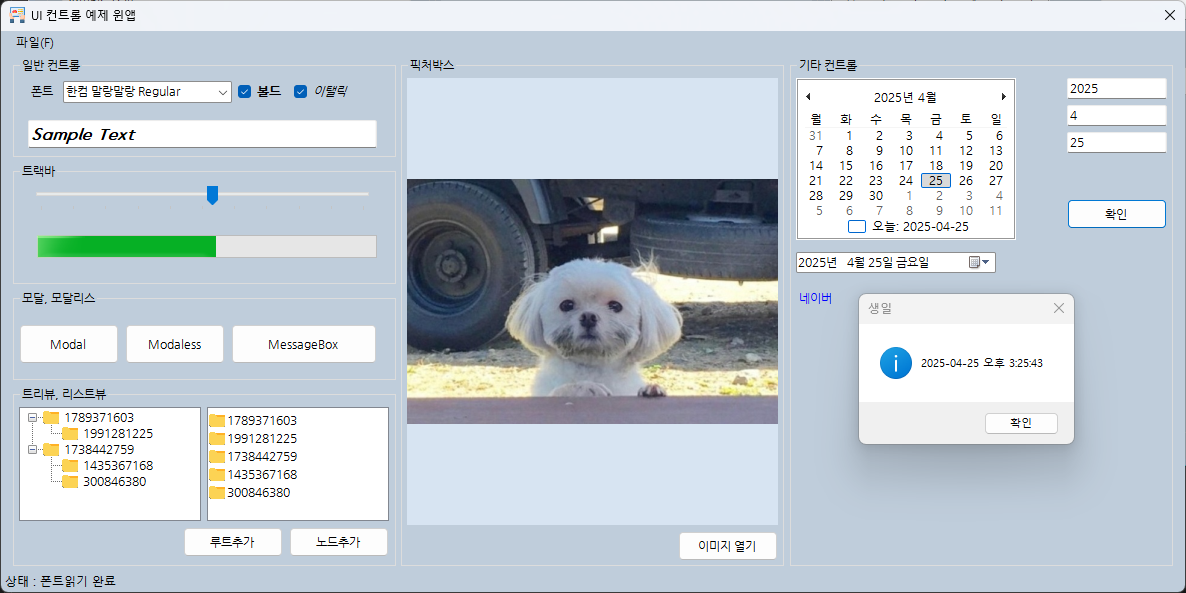 UI 컨트롤 예제 윈앱
파일(F)
일반 컨트롤
폰트 한컴 말랑말랑 Regular 볼드 이탤릭
Sample Text
트랙바
모달, 모달리스
Modal Modaless MessageBox
트리뷰, 리스트뷰
1789371603
1991281225
1738442759
1435367168
300846380
1789371603
1991281225
1738442759
1435367168
300846380
루트추가 노드추가
픽처박스
이미지 열기
기타 컨트롤
2025년 4월
월 화 수 목 금 토 일
31 1 2 3 4 5 6
7 8 9 10 11 12 13
14 15 16 17 18 19 20
21 22 23 24 25 26 27
28 29 30 1 2 3 4
5 6 7 8 9 10 11
오늘: 2025-04-25
2025년 4월 25일 금요일
네이버
2025
4
25
확인
생일
2025-04-25 오후 3:25:43
확인
상태 : 폰트읽기 완료